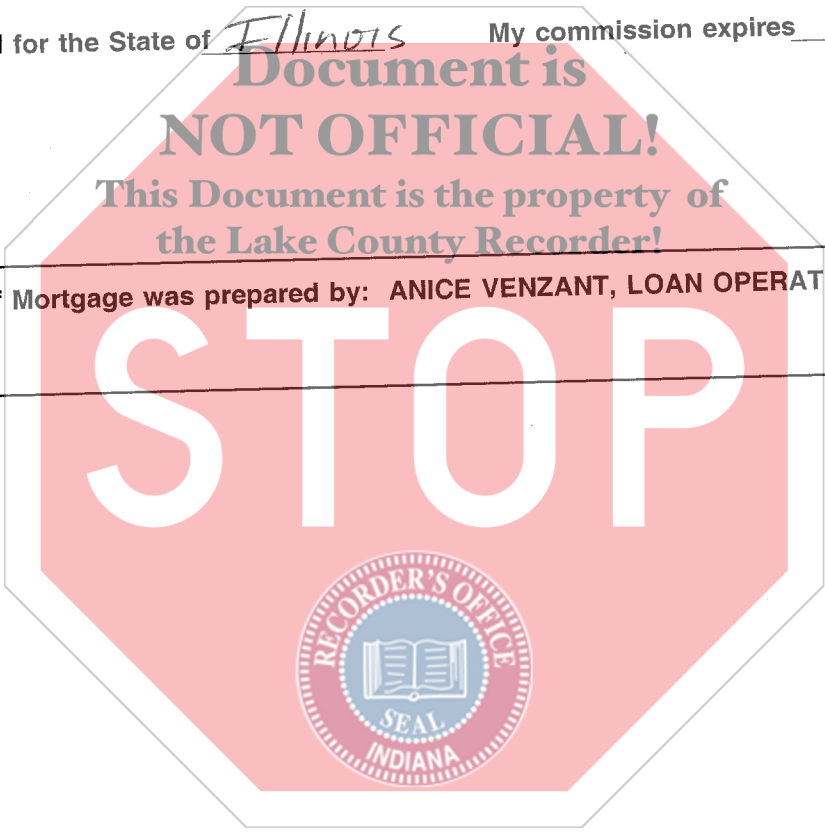 for the State of Illinois My commission expires
Document is
NOT OFFICIAL!
This Document is the property of
the Lake County Recorder!
Mortgage was prepared by: ANICE VENZANT, LOAN OPERAT
STOP
RECORDER'S OFFICE
SEAL
INDIANA